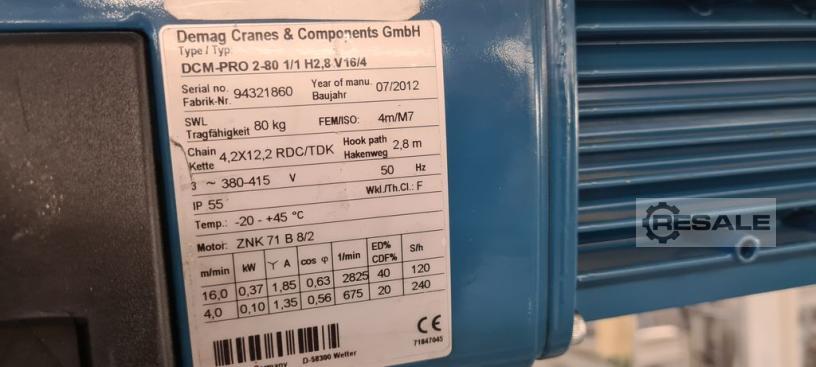 Demag Cranes & Components GmbH
Type / Typ:
DCM-PRO 2-80 1/1 H2,8 V16/4
Serial no. Fabrik-Nr. 94321860 Year of manu. Baujahr 07/2012
SWL Tragfähigkeit 80 kg FEM/ISO: 4m/M7
Chain Kette 4,2X12,2 RDC/TDK Hook path Hakenweg 2,8 m
3 ~ 380-415 V 50 Hz
IP 55 Wkl./Th.Cl.: F
Temp.: -20 - +45 °C
Motor: ZNK 71 B 8/2
m/min kW Y A cos φ 1/min ED% CDF% S/h
16,0 0,37 1,85 0,63 2825 40 120
4,0 0,10 1,35 0,56 675 20 240
CE
D-58300 Wetter 71847045
RESALE